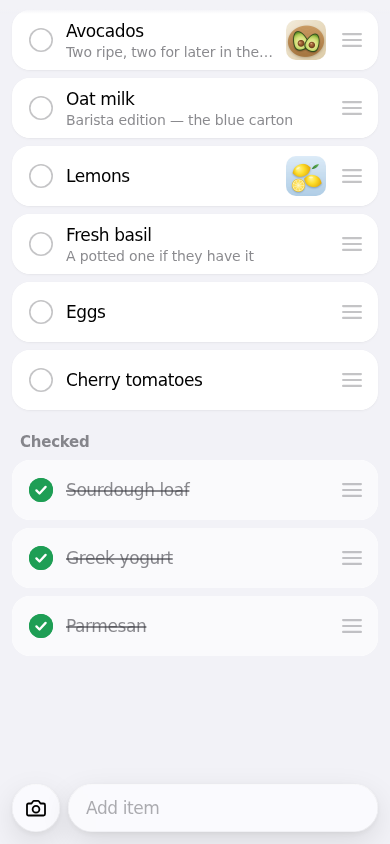 Avocados
Two ripe, two for later in the…
Oat milk
Barista edition — the blue carton
Lemons
Fresh basil
A potted one if they have it
Eggs
Cherry tomatoes
Checked
Sourdough loaf
Greek yogurt
Parmesan
Add item